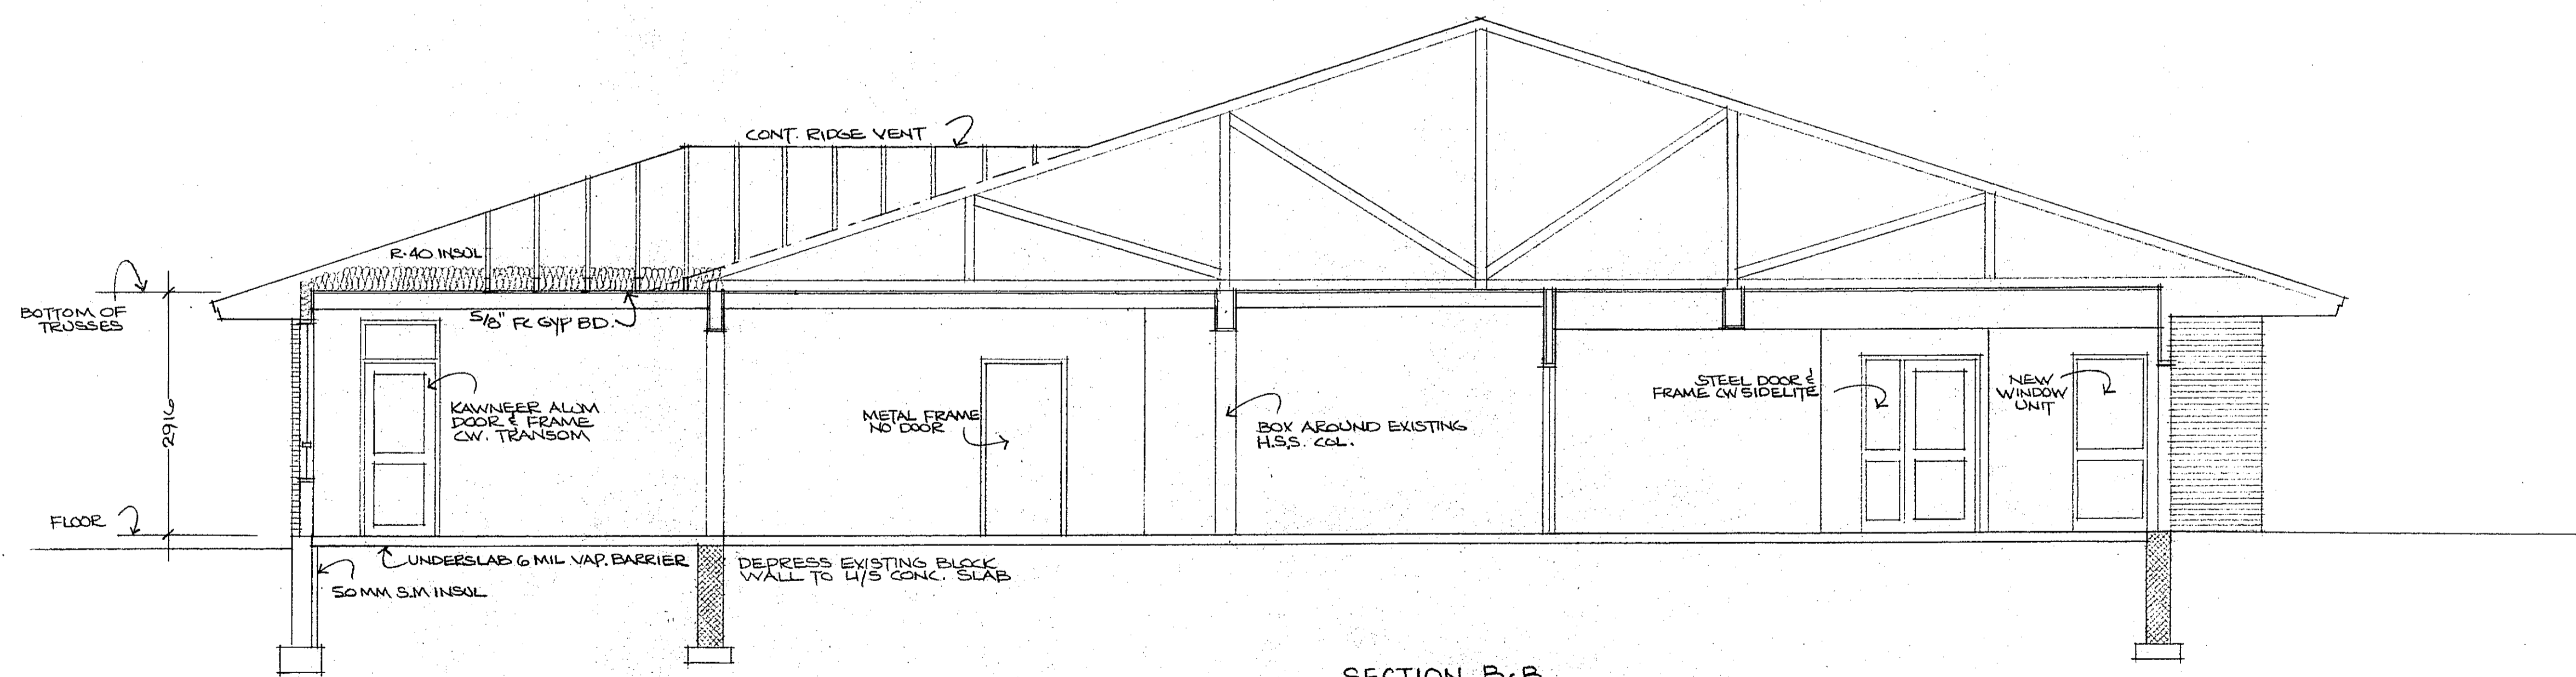 CONT. RIDGE VENT
R-40 INSUL
BOTTOM OF
TRUSSES
5/8" FC GYP BD.
2916
KAWNEER ALUM
DOOR & FRAME
CW. TRANSOM
METAL FRAME
NO DOOR
BOX AROUND EXISTING
H.S.S. COL.
STEEL DOOR &
FRAME CW SIDELITE
NEW
WINDOW
UNIT
FLOOR
UNDERSLAB 6 MIL VAP. BARRIER
50MM S.M INSUL
DEPRESS EXISTING BLOCK
WALL TO U/S CONC. SLAB
SECTION B-B